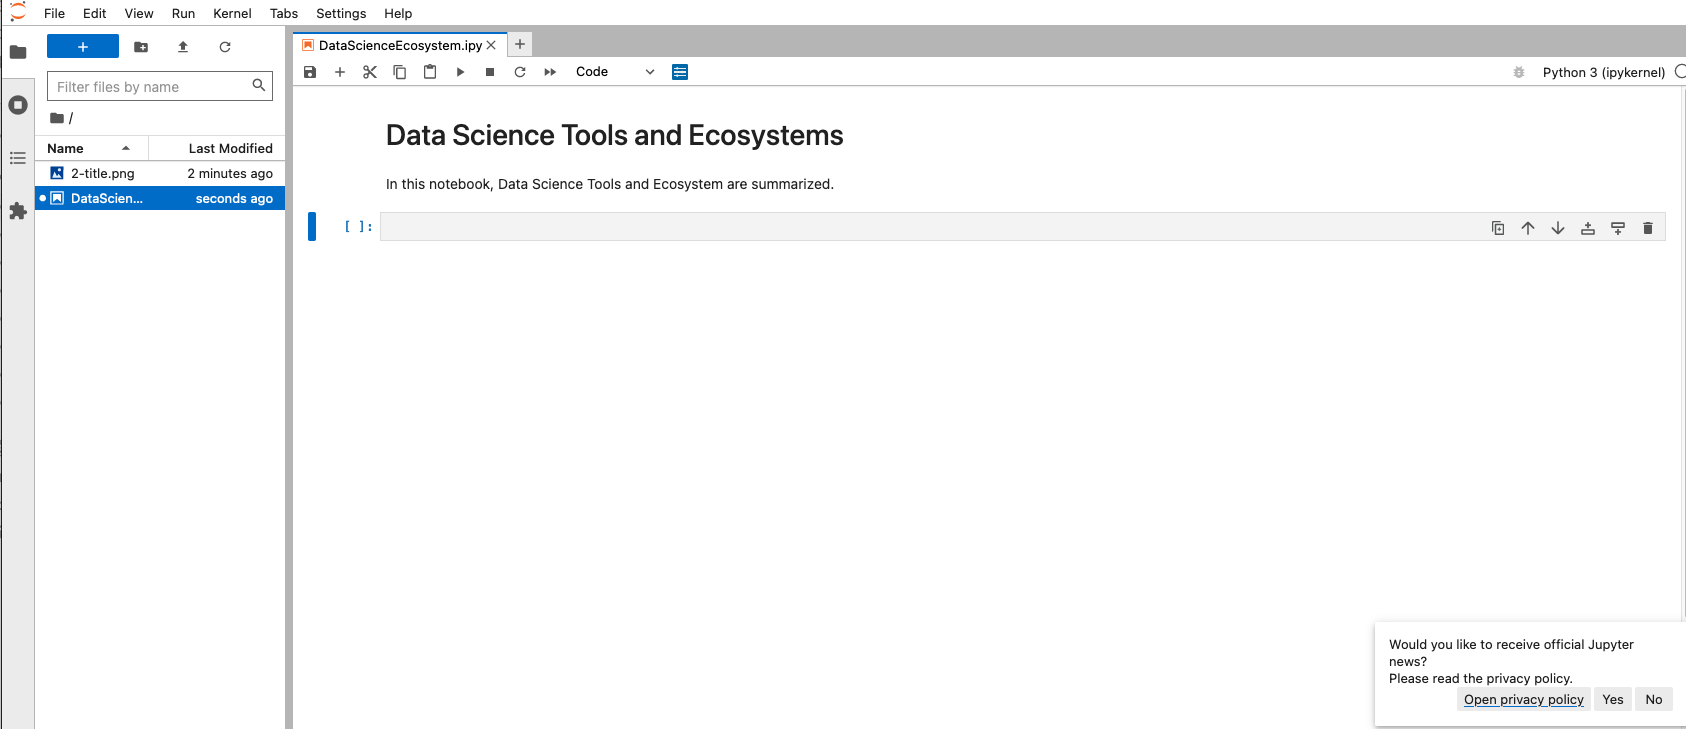 File Edit View Run Kernel Tabs Settings Help
Filter files by name
/
Name Last Modified
2-title.png 2 minutes ago
DataScien... seconds ago
DataScienceEcosystem.ipy
Code
Python 3 (ipykernel)
Data Science Tools and Ecosystems
In this notebook, Data Science Tools and Ecosystem are summarized.
[ ]:
Would you like to receive official Jupyter
news?
Please read the privacy policy.
Open privacy policy Yes No